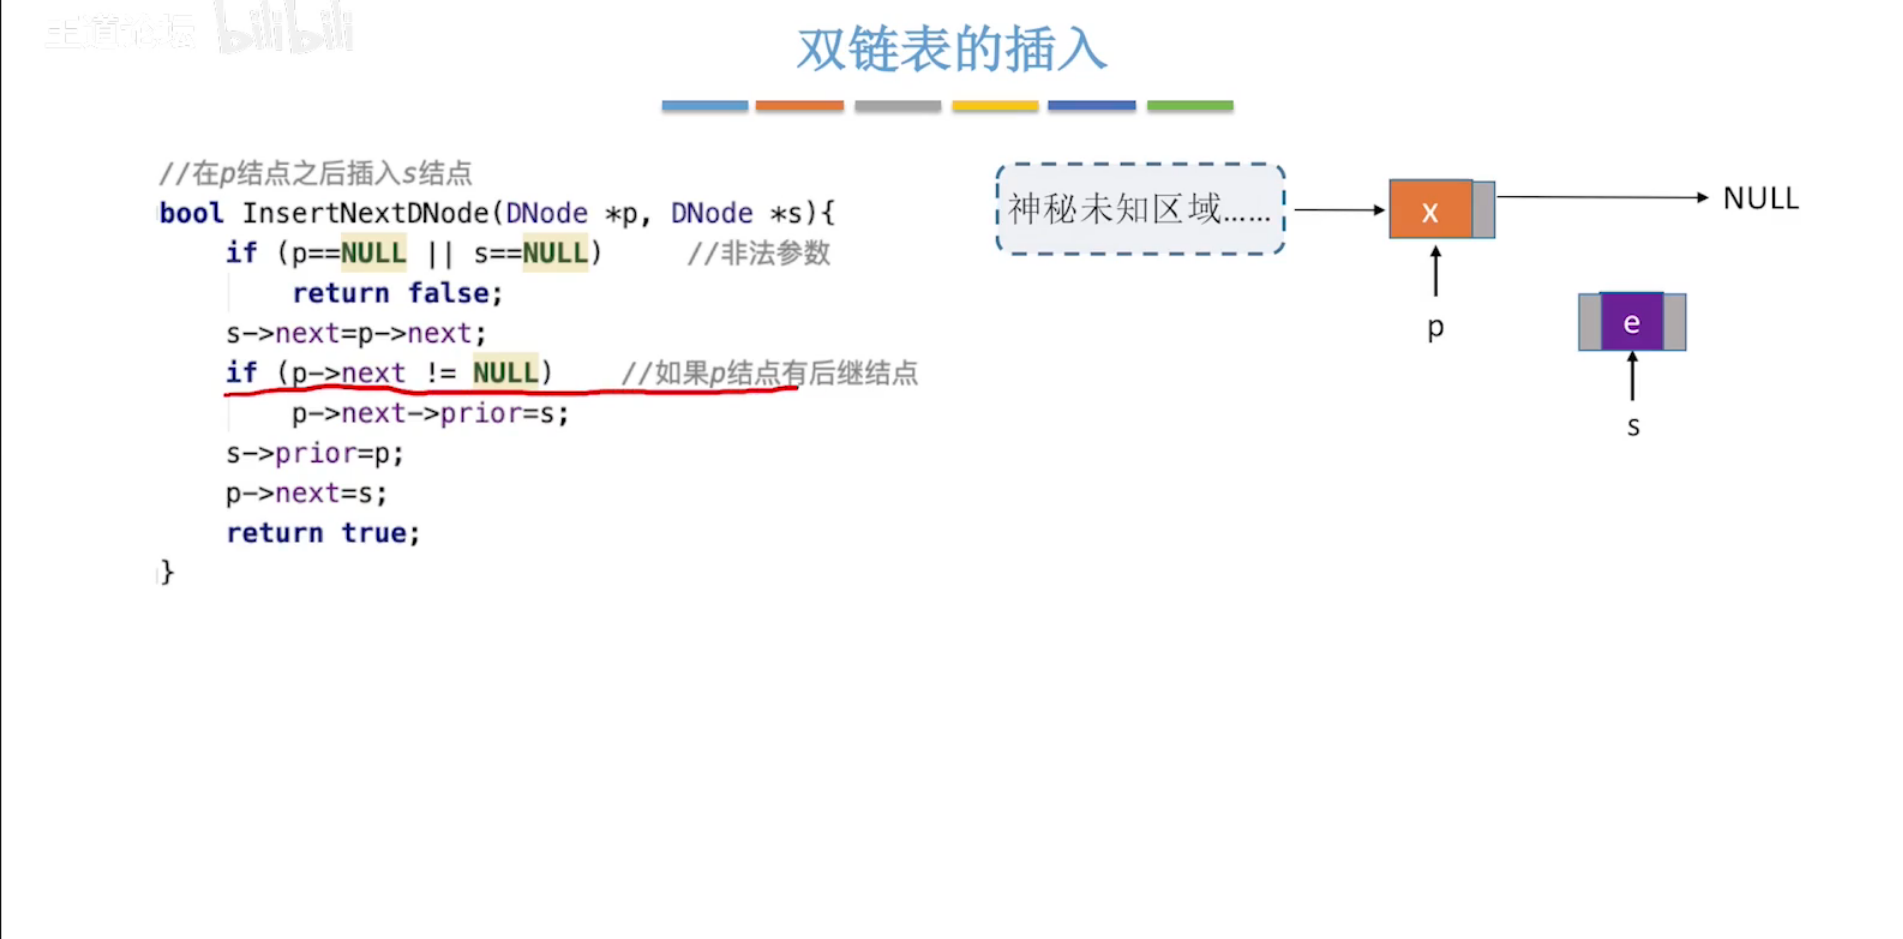 王道论坛 bilibili
双链表的插入
//在p结点之后插入s结点
bool InsertNextDNode(DNode *p, DNode *s){
if (p==NULL || s==NULL) //非法参数
return false;
s->next=p->next;
if (p->next != NULL) //如果p结点有后继结点
p->next->prior=s;
s->prior=p;
p->next=s;
return true;
}
神秘未知区域......
x
NULL
p
e
s